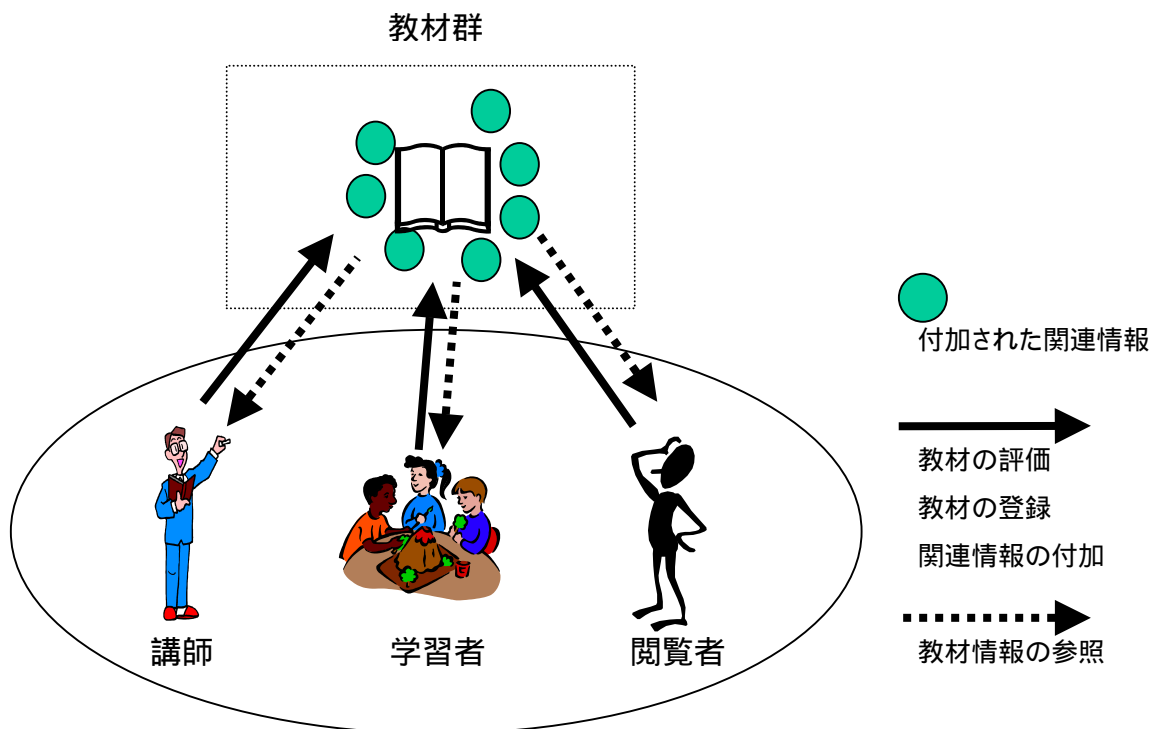 教材群
付加された関連情報
教材の評価
教材の登録
関連情報の付加
教材情報の参照
講師
学習者
閲覧者